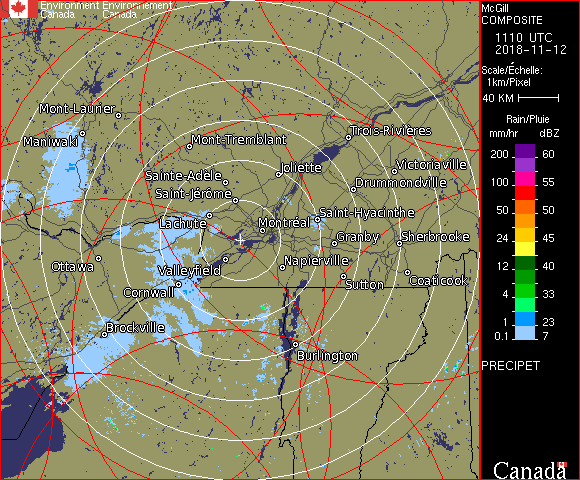 Environment Environnement
Canada Canada
McGill
COMPOSITE
1110 UTC
2018-11-12
Scale/Échelle:
1km/Pixel
40 KM
Rain/Pluie
mm/hr dBZ
200 60
150 55
100 55
50 50
24 45
12 40
4 33
1 23
0.1 7
PRECIPET
Canada
Mont-Laurier
Maniwaki
Mont-Tremblant
Trois-Rivières
Sainte-Adèle
Joliette
Victoriaville
Saint-Jérôme
Drummondville
Lachute
Montréal
Saint-Hyacinthe
Granby
Sherbrooke
Ottawa
Valleyfield
Napierville
Cornwall
Sutton
Coaticook
Brockville
Burlington